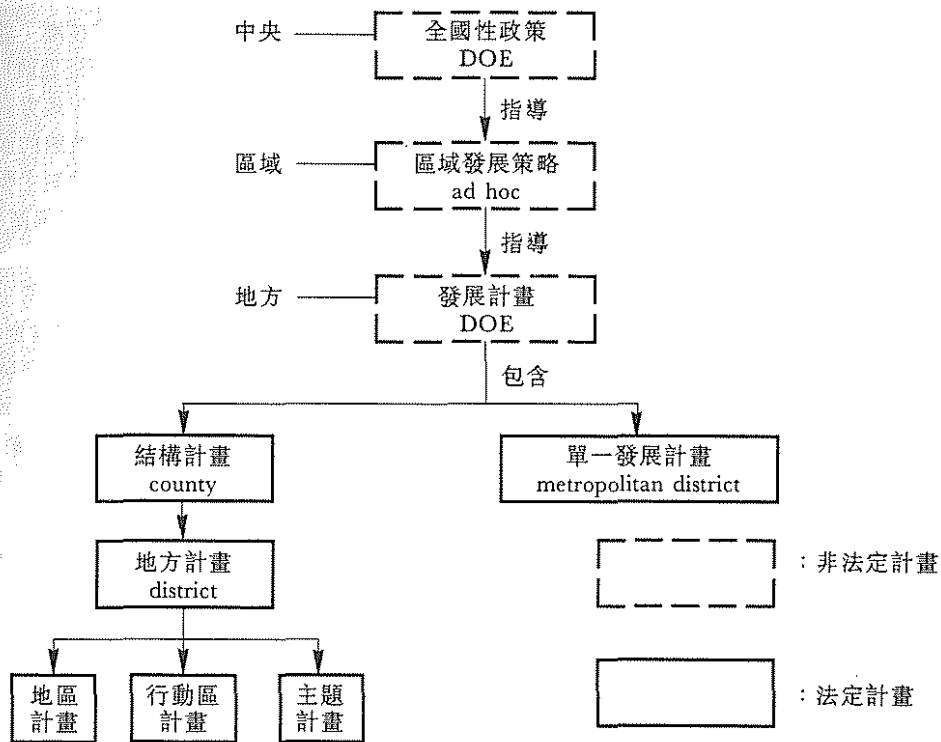 中央
全國性政策
DOE
指導
區域
區域發展策略
ad hoc
指導
地方
發展計畫
DOE
包含
結構計畫
county
單一發展計畫
metropolitan district
地方計畫
district
：非法定計畫
地區
計畫
行動區
計畫
主題
計畫
：法定計畫